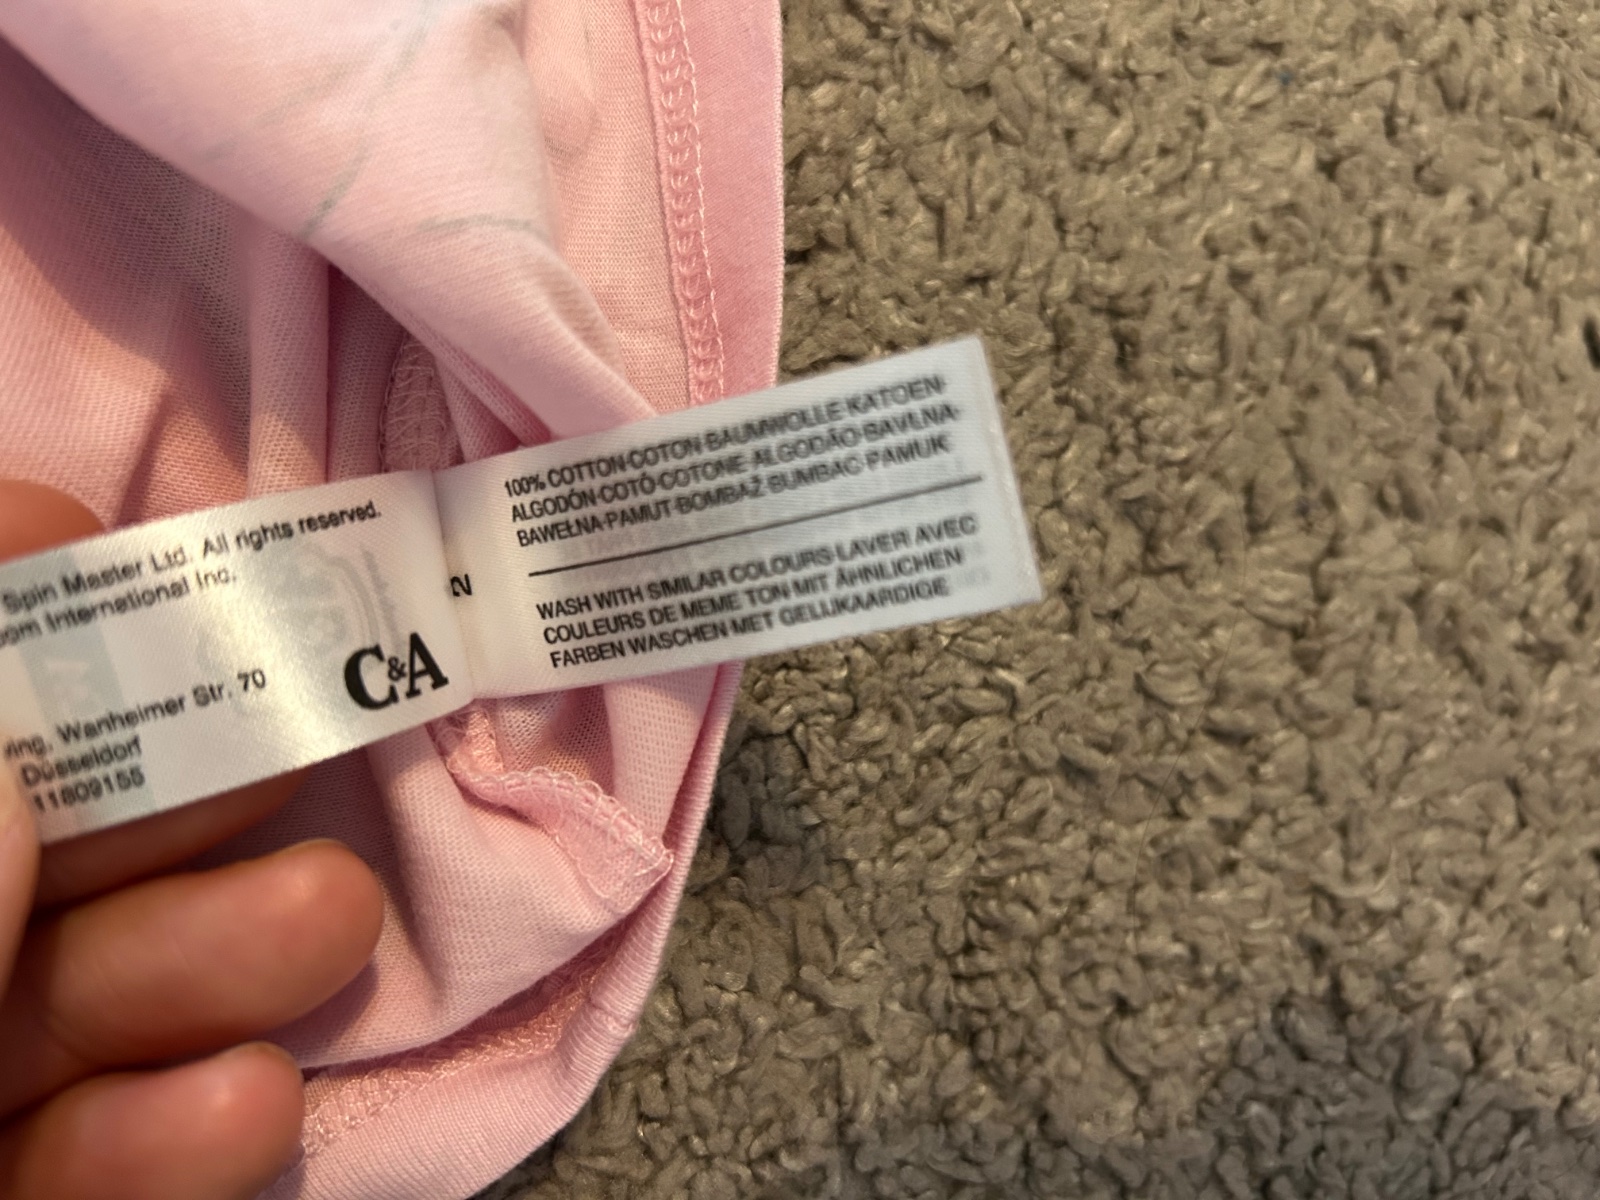 Spin Master Ltd. All rights reserved.
International Inc.
C&A
Wanheimer Str. 70
Düsseldorf
11809155
2
100% COTTON·COTON·BAUMWOLLE·KATOEN·
ALGODÓN·COTÓ·COTONE·ALGODÃO·BAVLNA·
BAWEŁNA·PAMUT·BOMBAŽ·BUMBAC·PAMUK
WASH WITH SIMILAR COLOURS·LAVER AVEC
COULEURS DE MEME TON·MIT ÄHNLICHEN
FARBEN WASCHEN·MET GELIJKAARDIGE